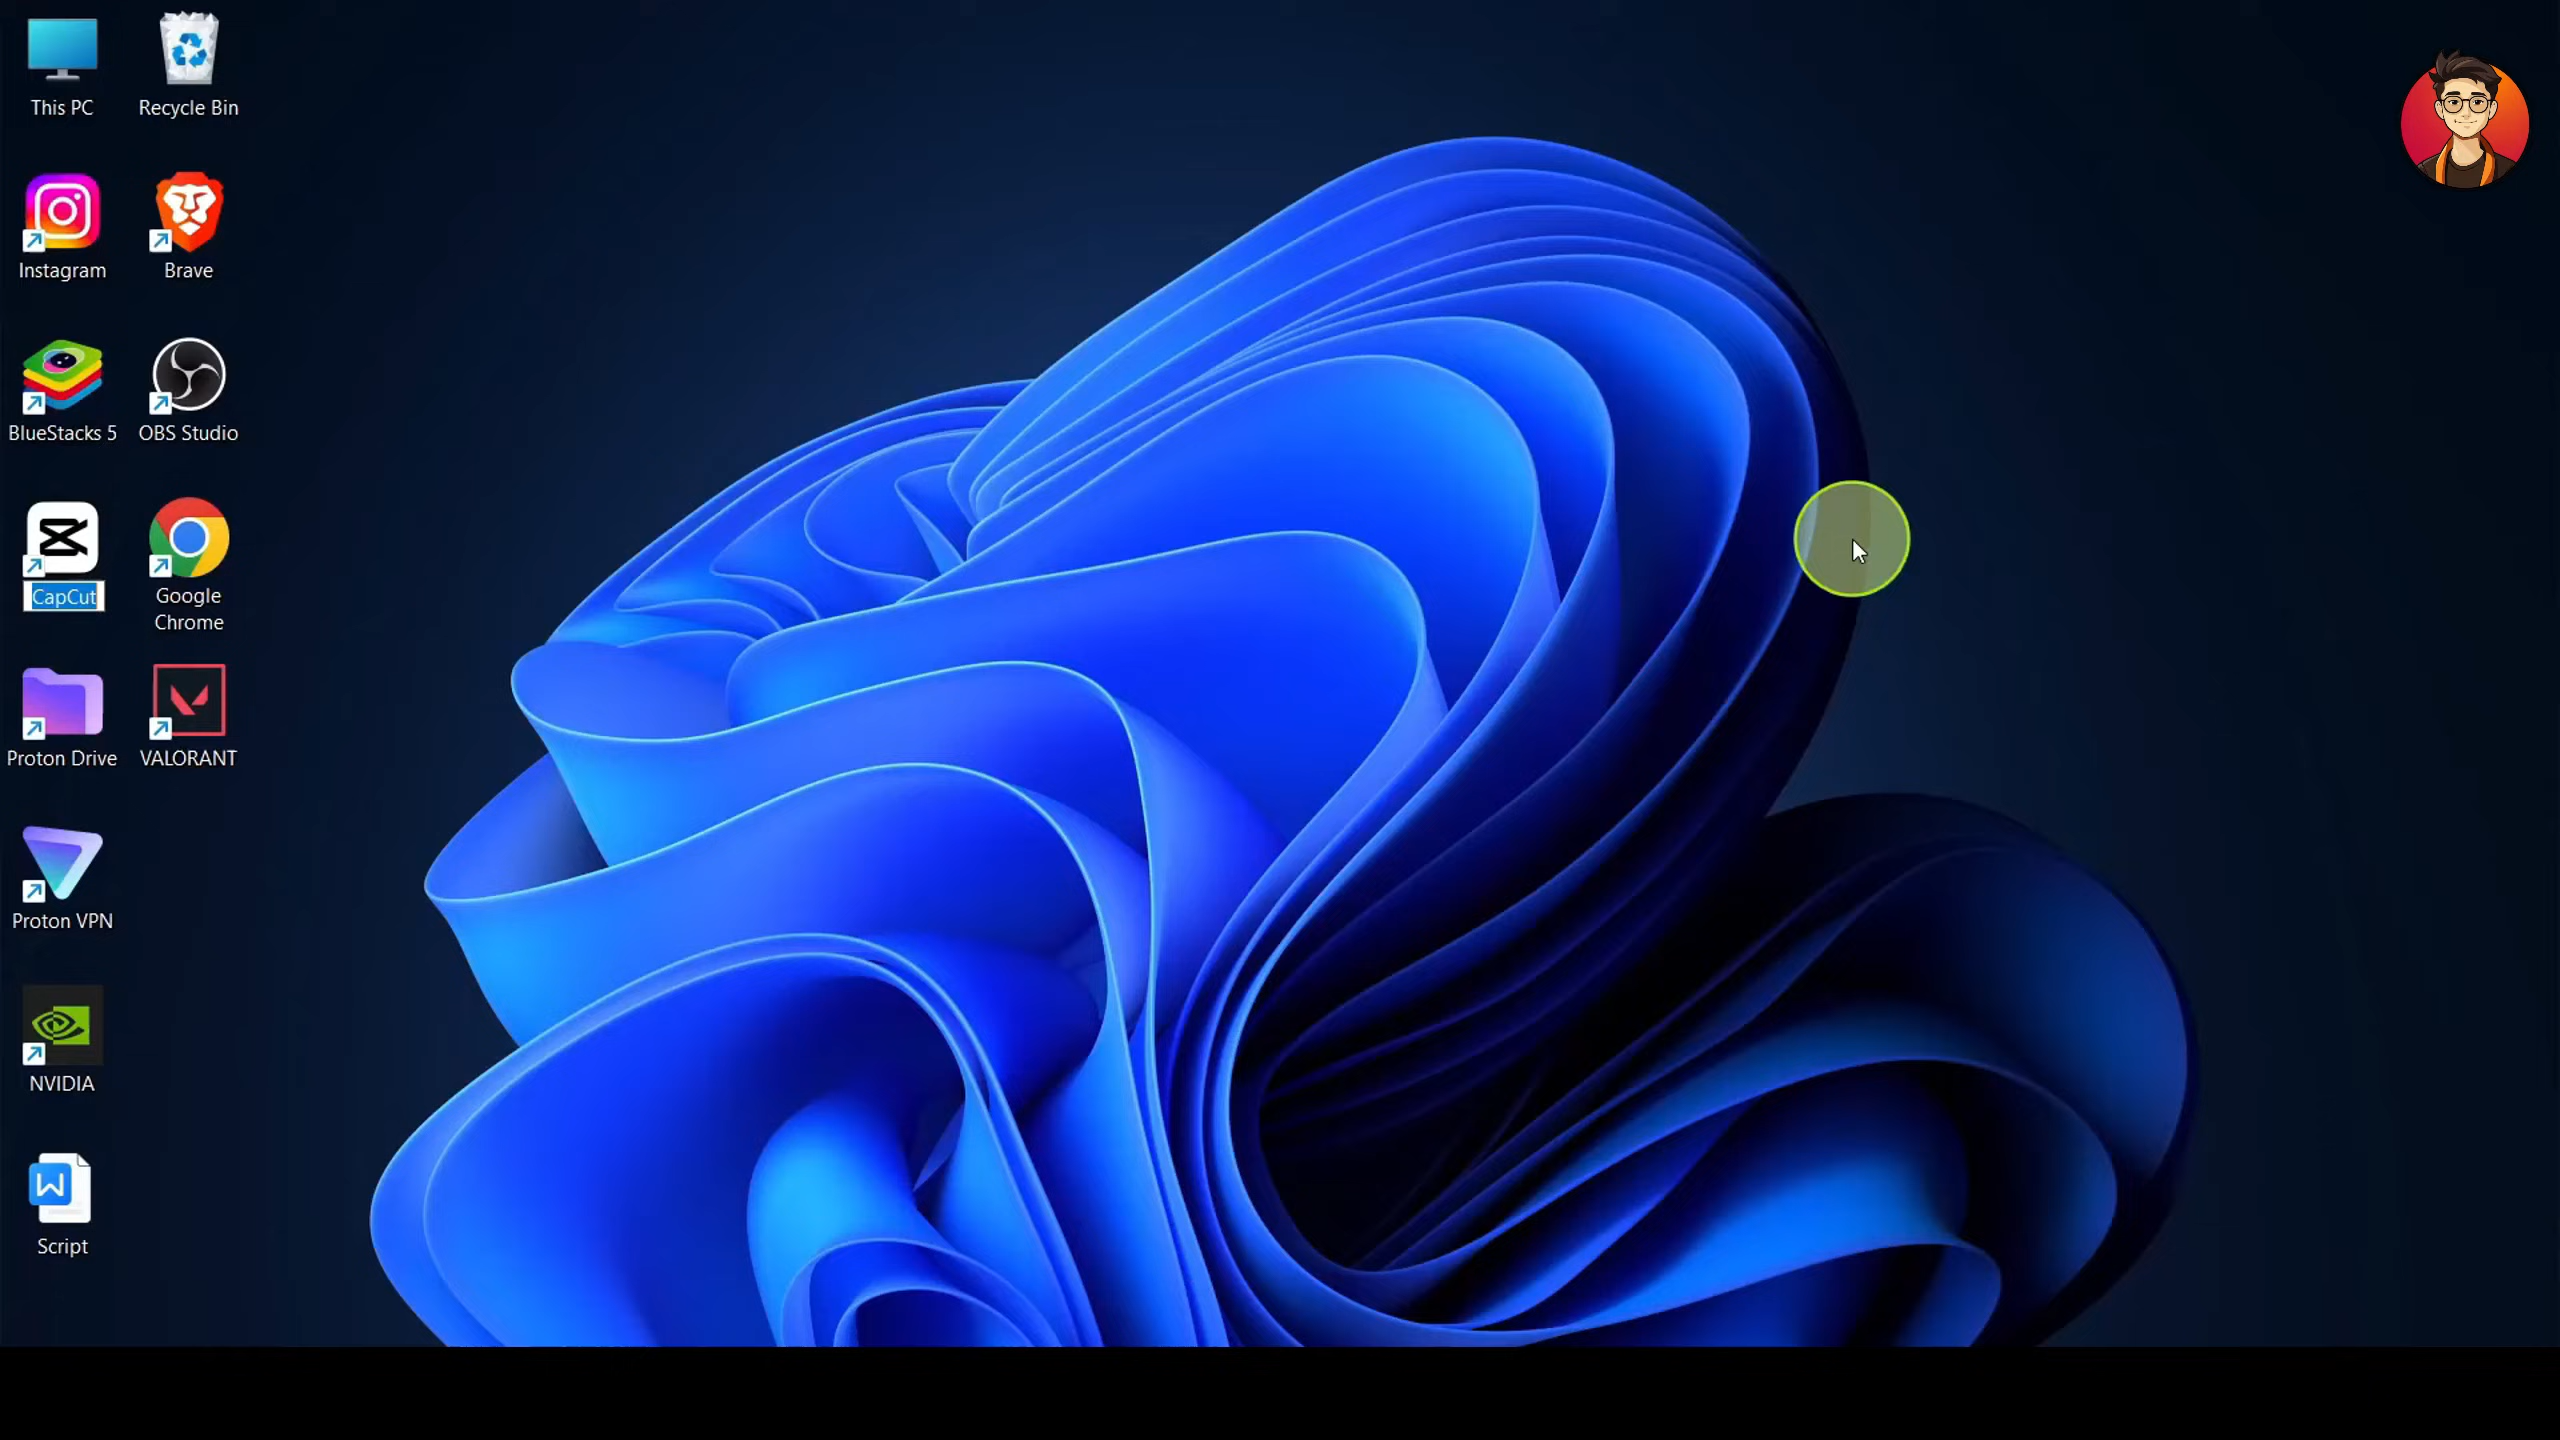 This PC
Recycle Bin
Instagram
Brave
BlueStacks 5
OBS Studio
CapCut
Google
Chrome
Proton Drive
VALORANT
Proton VPN
NVIDIA
Script